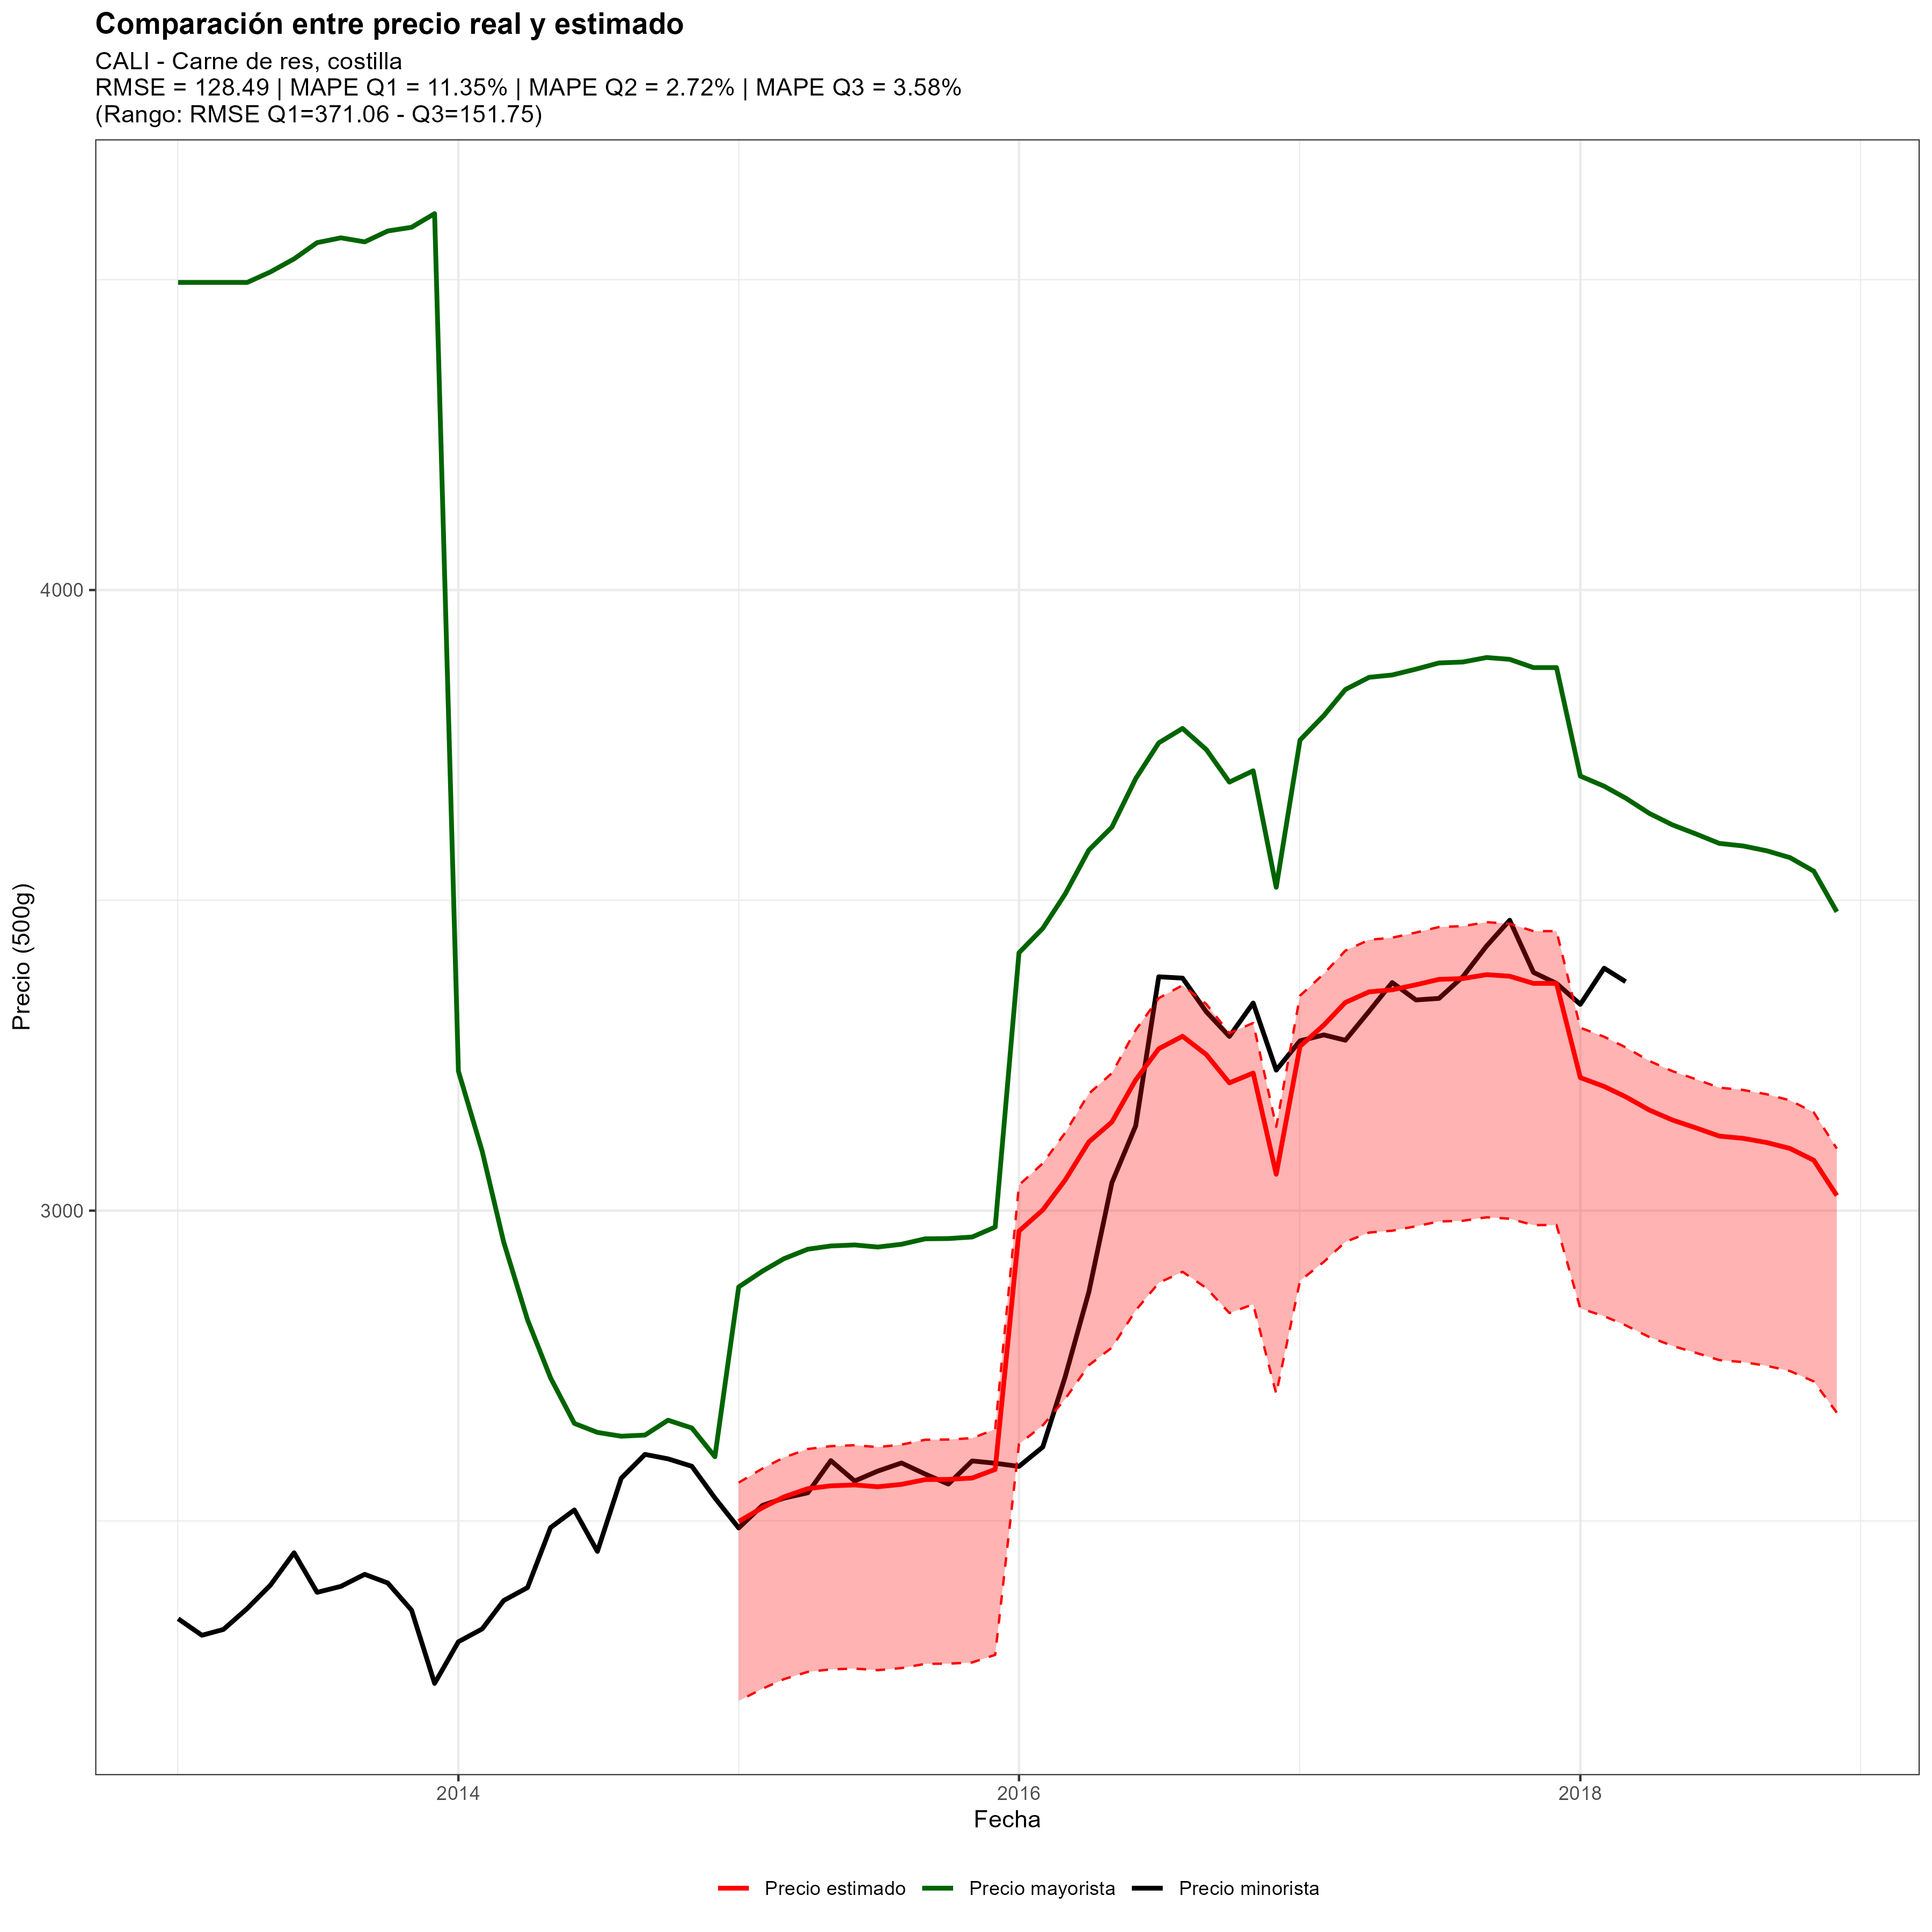 Comparación entre precio real y estimado
CALI - Carne de res, costilla
RMSE = 128.49 | MAPE Q1 = 11.35% | MAPE Q2 = 2.72% | MAPE Q3 = 3.58%
(Rango: RMSE Q1=371.06 - Q3=151.75)
Precio (500g)
4000
3000
2014
2016
2018
Fecha
Precio estimado
Precio mayorista
Precio minorista